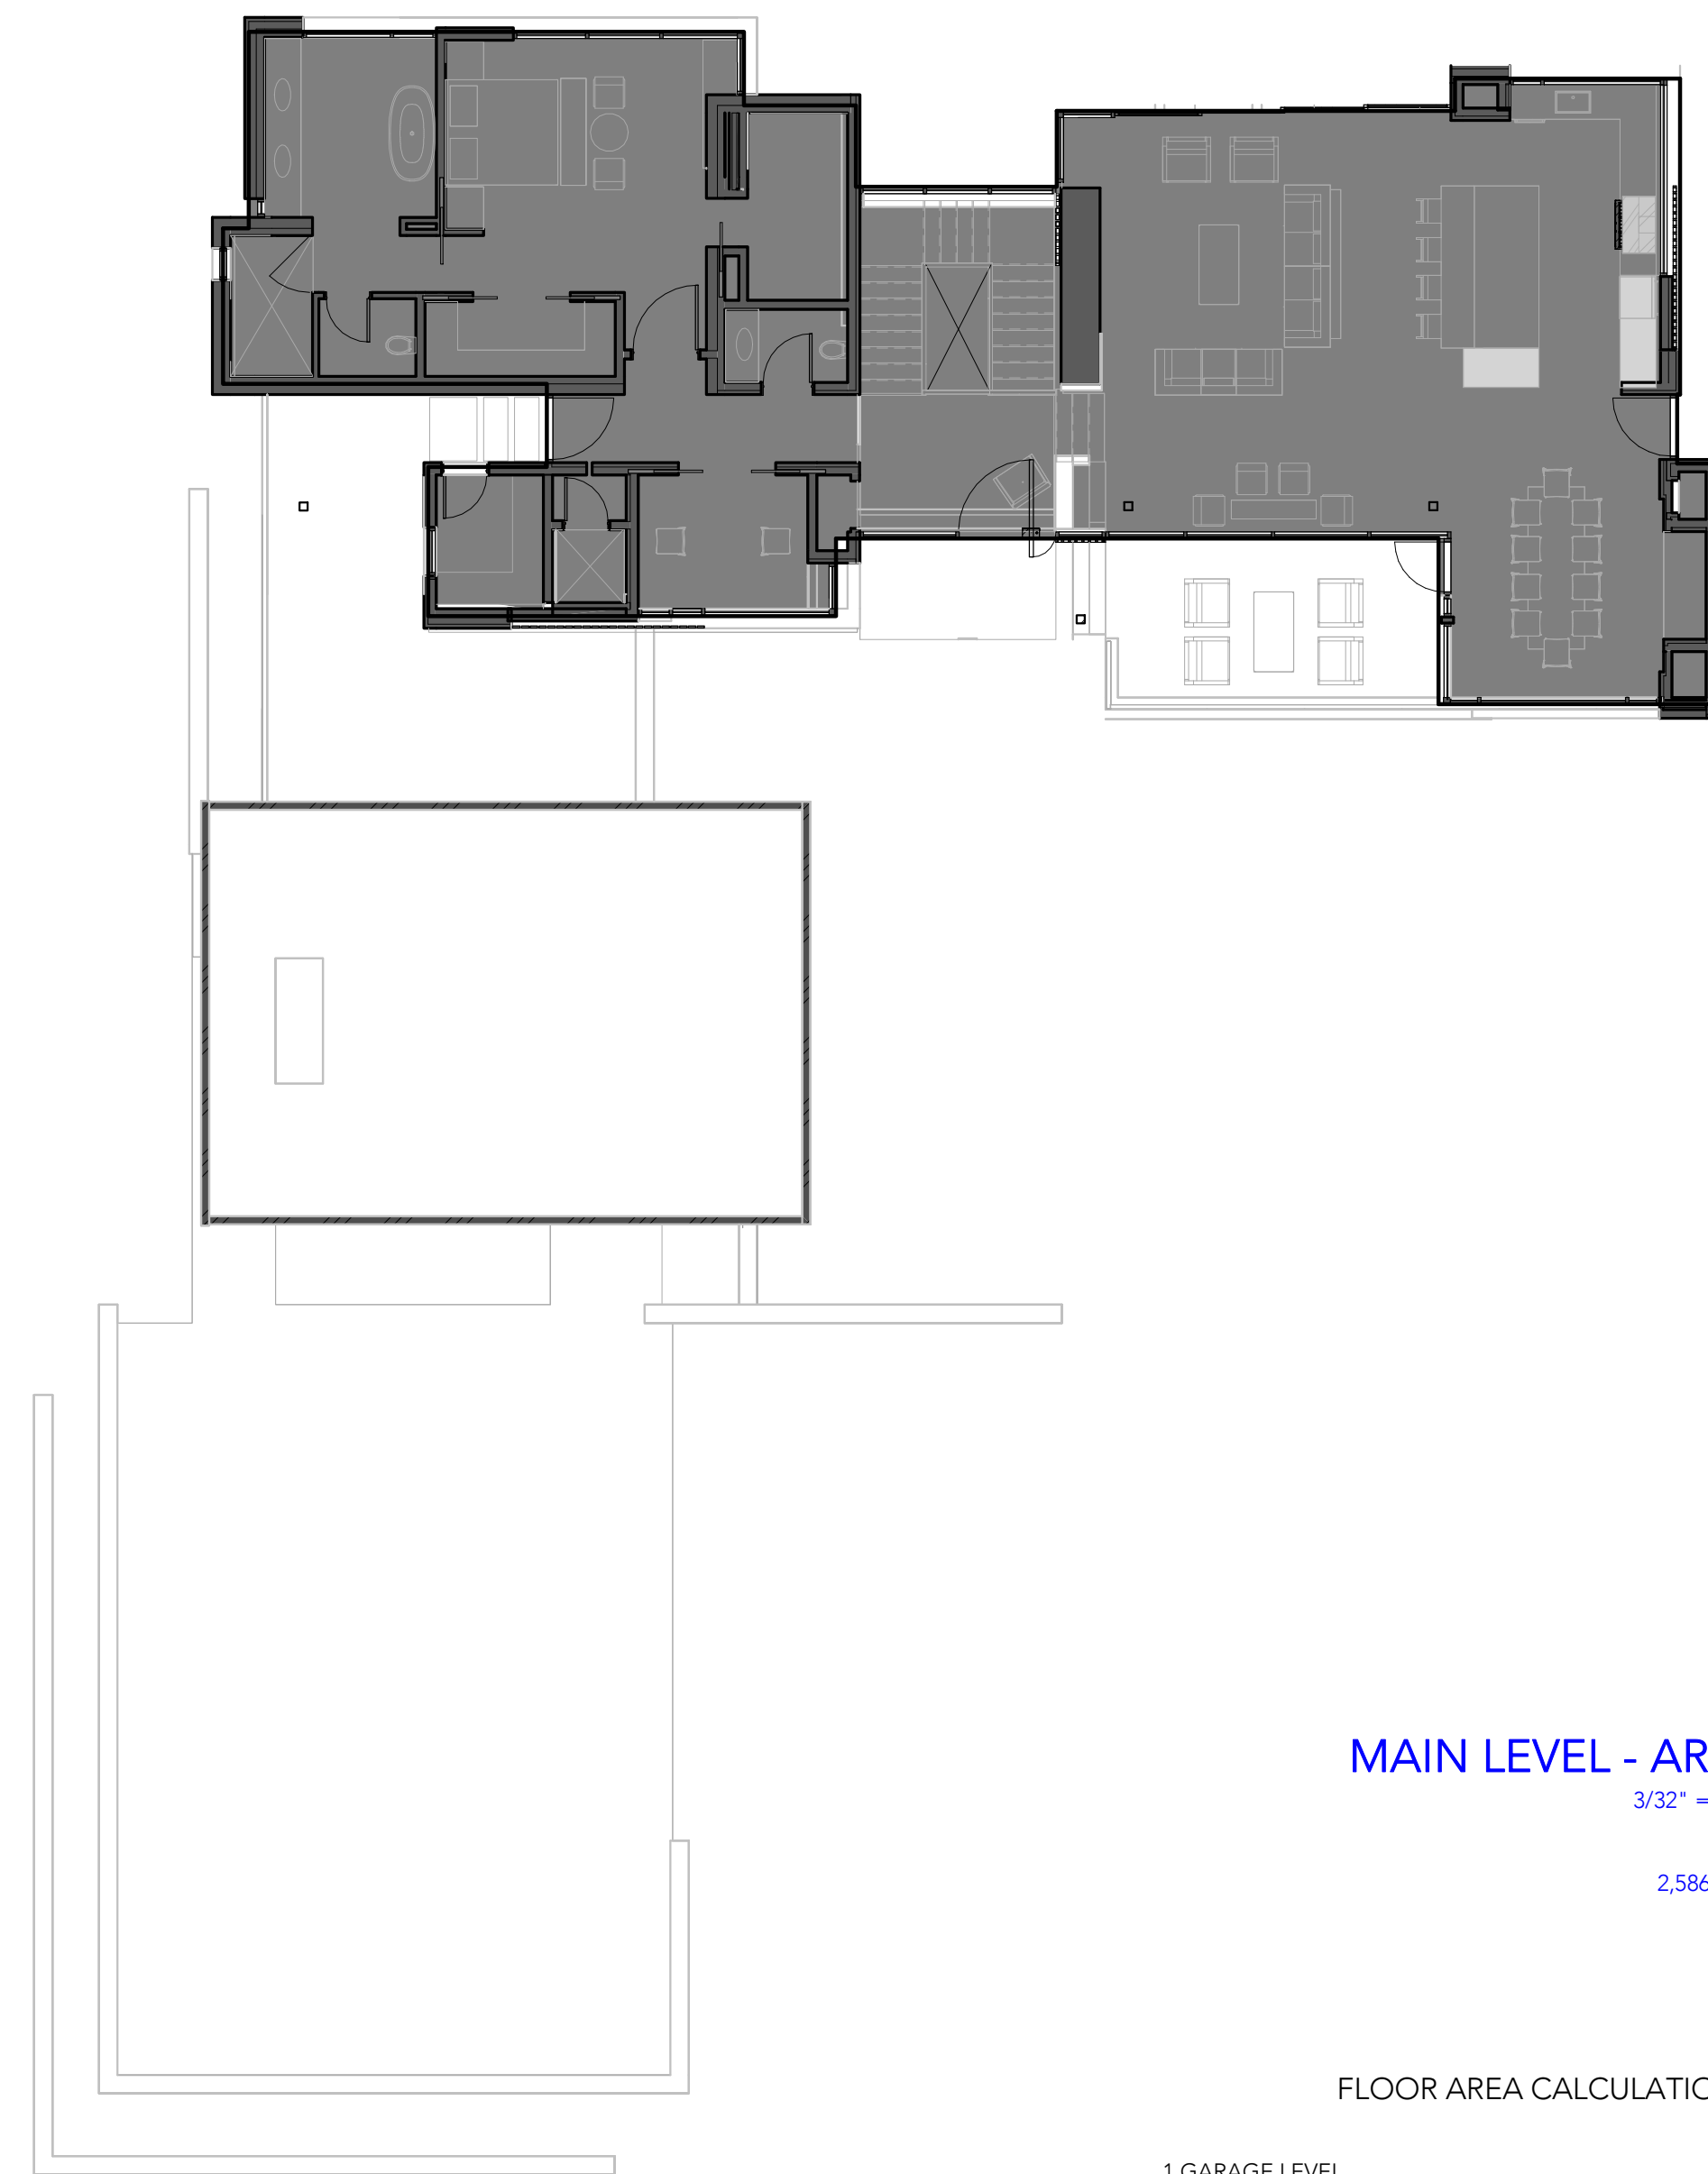 MAIN LEVEL - AR
3/32" =
2,586
FLOOR AREA CALCULATIO
1 GARAGE LEVEL